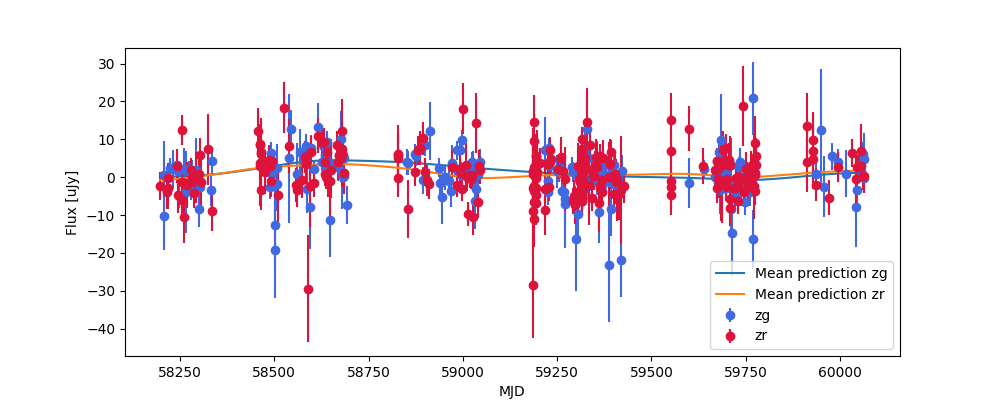 30
20
10
0
−10
−20
−30
−40
Flux [uJy]
58250 58500 58750 59000 59250 59500 59750 60000
MJD
Mean prediction zg
Mean prediction zr
zg
zr